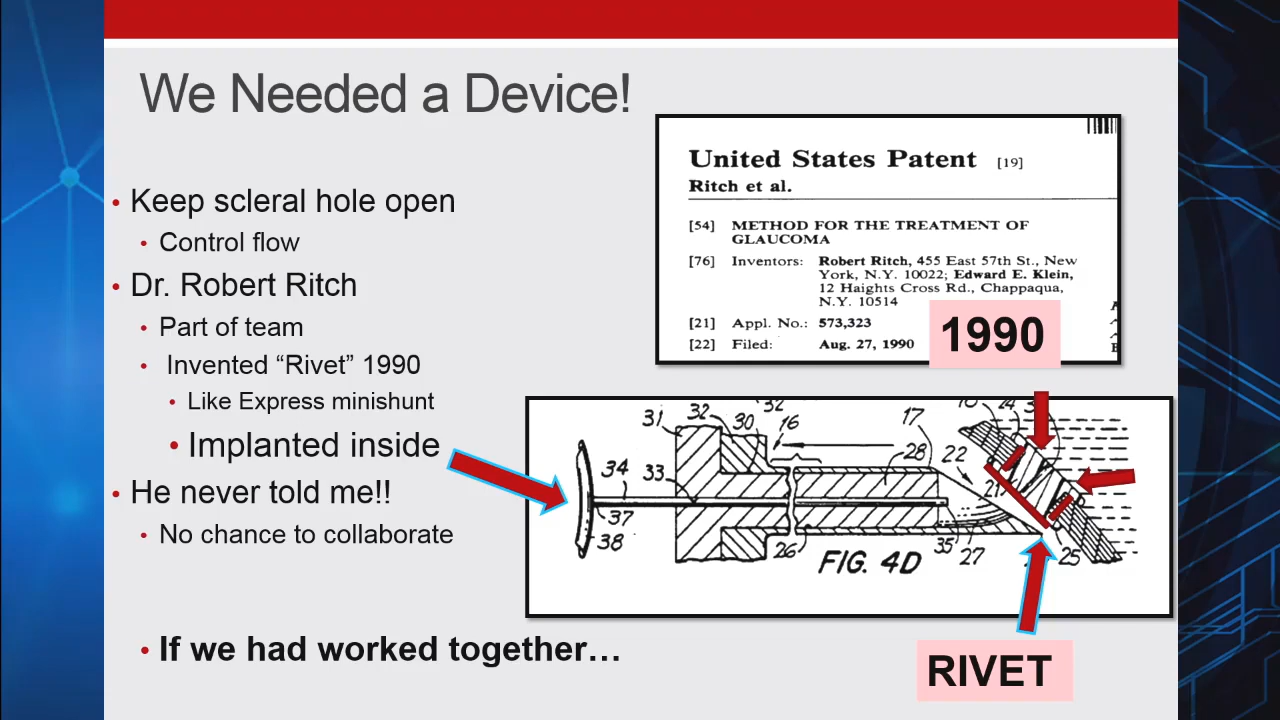 We Needed a Device!
• Keep scleral hole open
• Control flow
• Dr. Robert Ritch
• Part of team
• Invented “Rivet” 1990
• Like Express minishunt
• Implanted inside
• He never told me!!
• No chance to collaborate
• If we had worked together…
United States Patent [19]
Ritch et al.
[54] METHOD FOR THE TREATMENT OF
GLAUCOMA
[76] Inventors: Robert Ritch, 455 East 57th St., New
York, N.Y. 10022; Edward E. Klein,
12 Haights Cross Rd., Chappaqua,
N.Y. 10514
[21] Appl. No.: 573,323
[22] Filed: Aug. 27, 1990
1990
31 32 30 32 16 17 24
34 33 28 22 21
37
38 26 35 27 25
FIG. 4D
RIVET